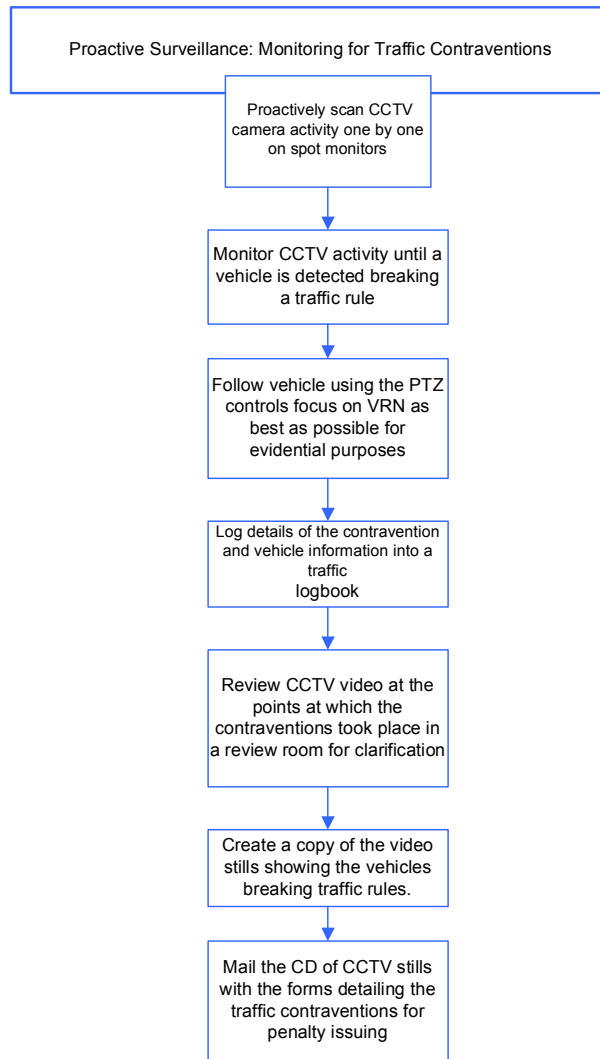 Proactive Surveillance: Monitoring for Traffic Contraventions
Proactively scan CCTV
camera activity one by one
on spot monitors
Monitor CCTV activity until a
vehicle is detected breaking
a traffic rule
Follow vehicle using the PTZ
controls focus on VRN as
best as possible for
evidential purposes
Log details of the contravention
and vehicle information into a
traffic
logbook
Review CCTV video at the
points at which the
contraventions took place in
a review room for clarification
Create a copy of the video
stills showing the vehicles
breaking traffic rules.
Mail the CD of CCTV stills
with the forms detailing the
traffic contraventions for
penalty issuing